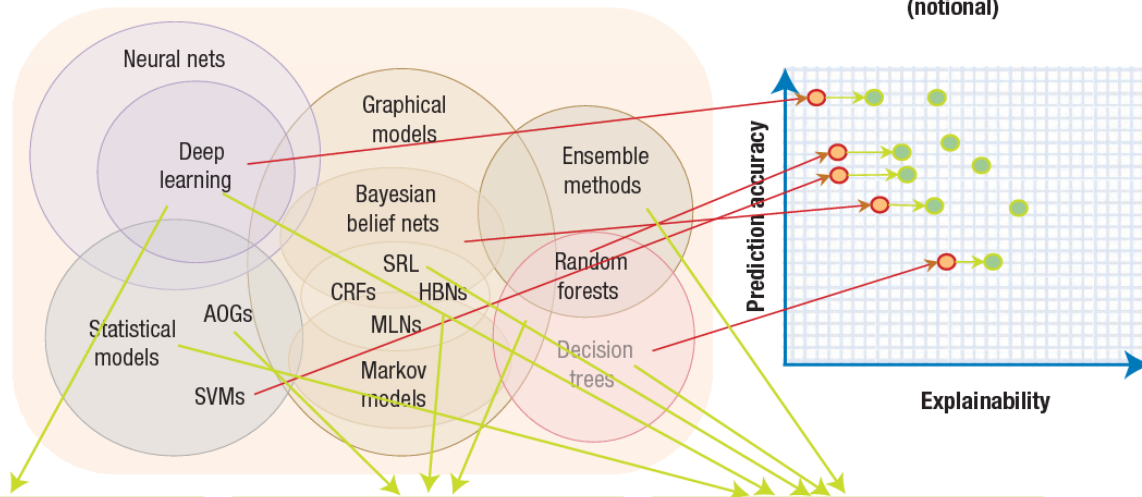 (notional)
Neural nets
Graphical
models
Deep
learning
Ensemble
methods
Bayesian
belief nets
SRL
CRFs
HBNs
MLNs
Random
forests
AOGs
Statistical
models
SVMs
Markov
models
Decision
trees
Prediction accuracy
Explainability